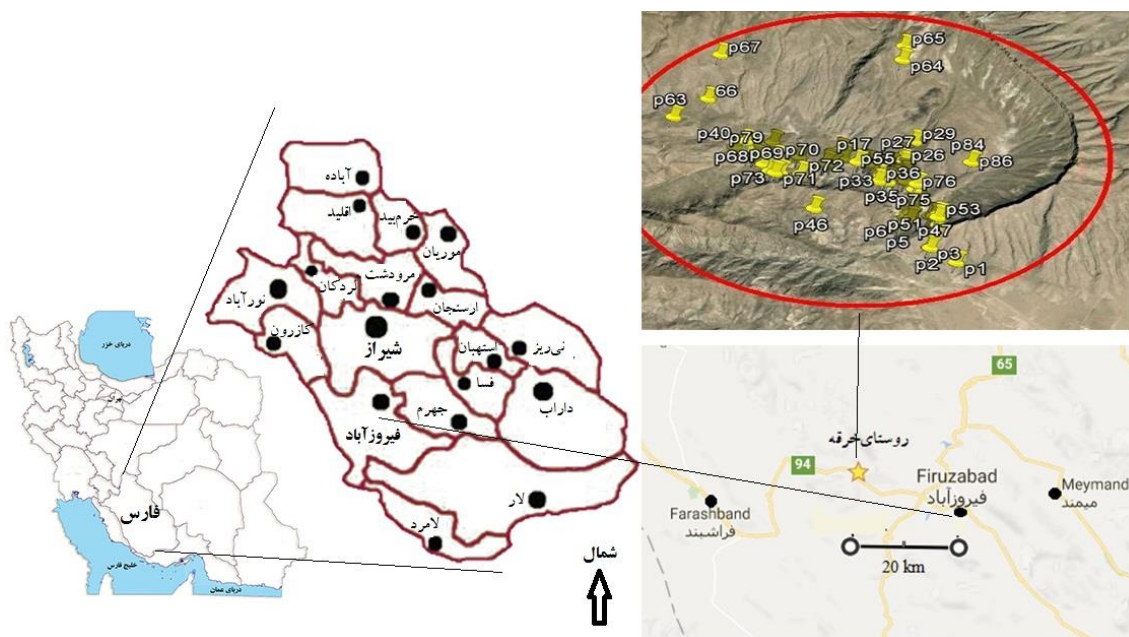 p67
p65
p64
66
p63
p40
p79
p70
p17
p27
p29
p84
p68
p69
p72
p55
p26
p86
p73
p71
p33
p36
p76
p35
p75
p53
p46
p6
p51
p47
p5
p3
p2
p1
آباده
اقلید
خرم‌بید
موریان
مرودشت
اردکان
نورآباد
ارسنجان
کازرون
شیراز
استهبان
نی‌ریز
فسا
داراب
جهرم
فیروزآباد
لار
لامرد
شمال
دریای خزر
تهران
فارس
خلیج فارس
دریای عمان
65
روستای خرقه
94
Firuzabad
فیروزآباد
Meymand
میمند
Farashband
فراشبند
20 km